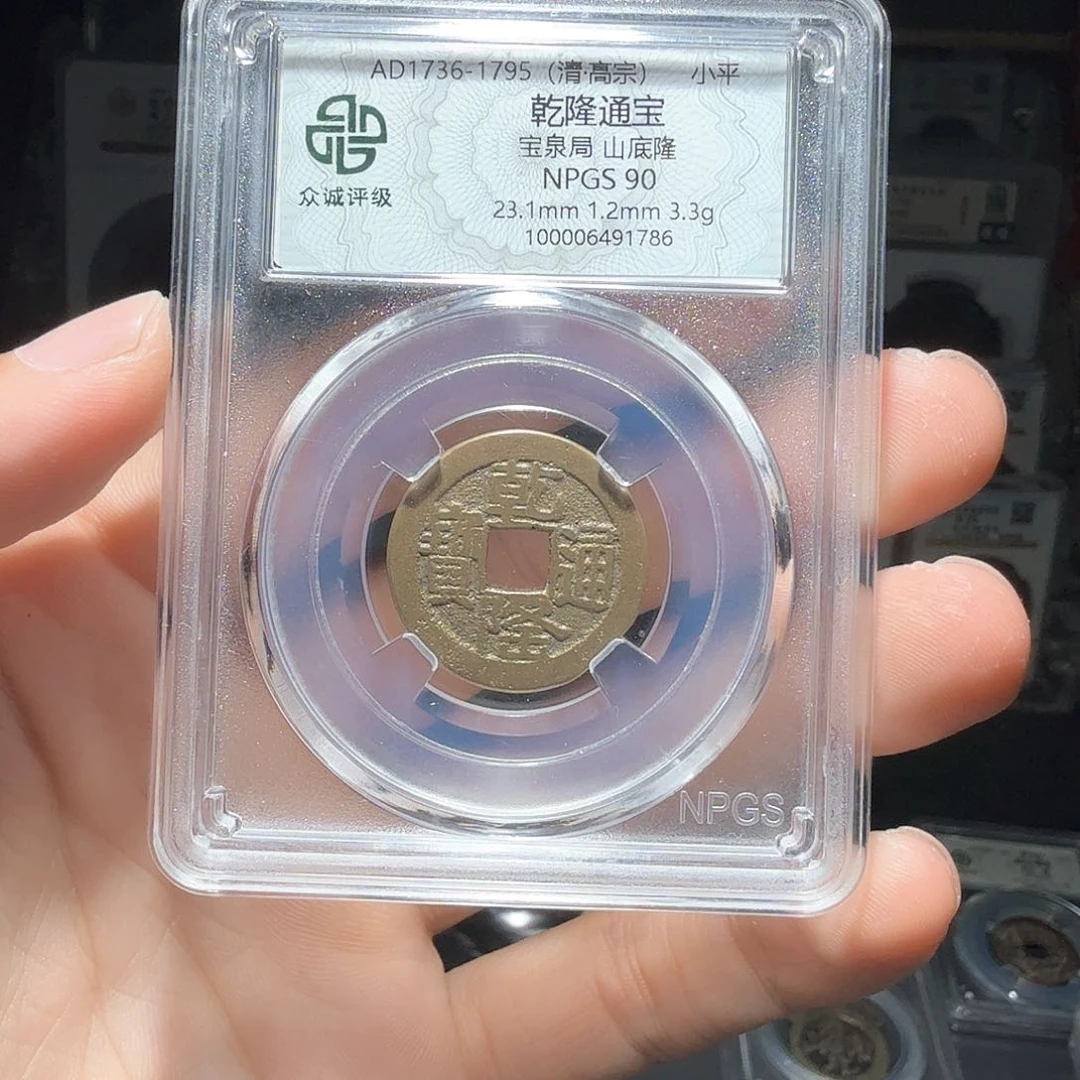 AD1736-1795（清·高宗） 小平
乾隆通宝
宝泉局 山底隆
NPGS 90
23.1mm 1.2mm 3.3g
100006491786
众诚评级
乾
寶 通
隆
NPGS